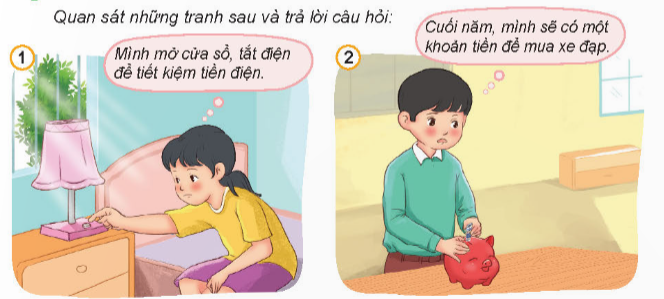 Quan sát những tranh sau và trả lời câu hỏi:
1
Mình mở cửa sổ, tắt điện
để tiết kiệm tiền điện.
2
Cuối năm, mình sẽ có một
khoản tiền để mua xe đạp.